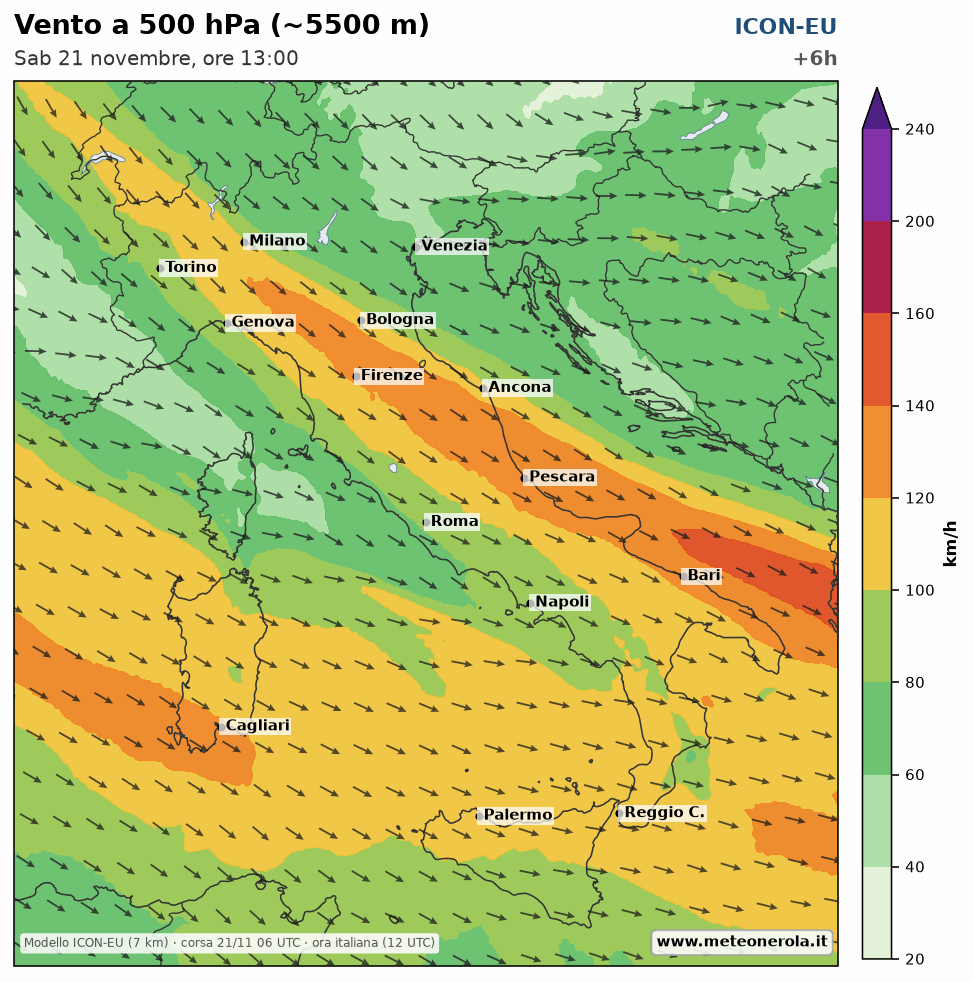 Vento a 500 hPa (~5500 m)
ICON-EU
Sab 21 novembre, ore 13:00
+6h
240
200
160
140
120
100
80
60
40
20
km/h
Milano
Venezia
Torino
Genova
Bologna
Firenze
Ancona
Pescara
Roma
Bari
Napoli
Cagliari
Palermo
Reggio C.
Modello ICON-EU (7 km) · corsa 21/11 06 UTC · ora italiana (12 UTC)
www.meteonerola.it